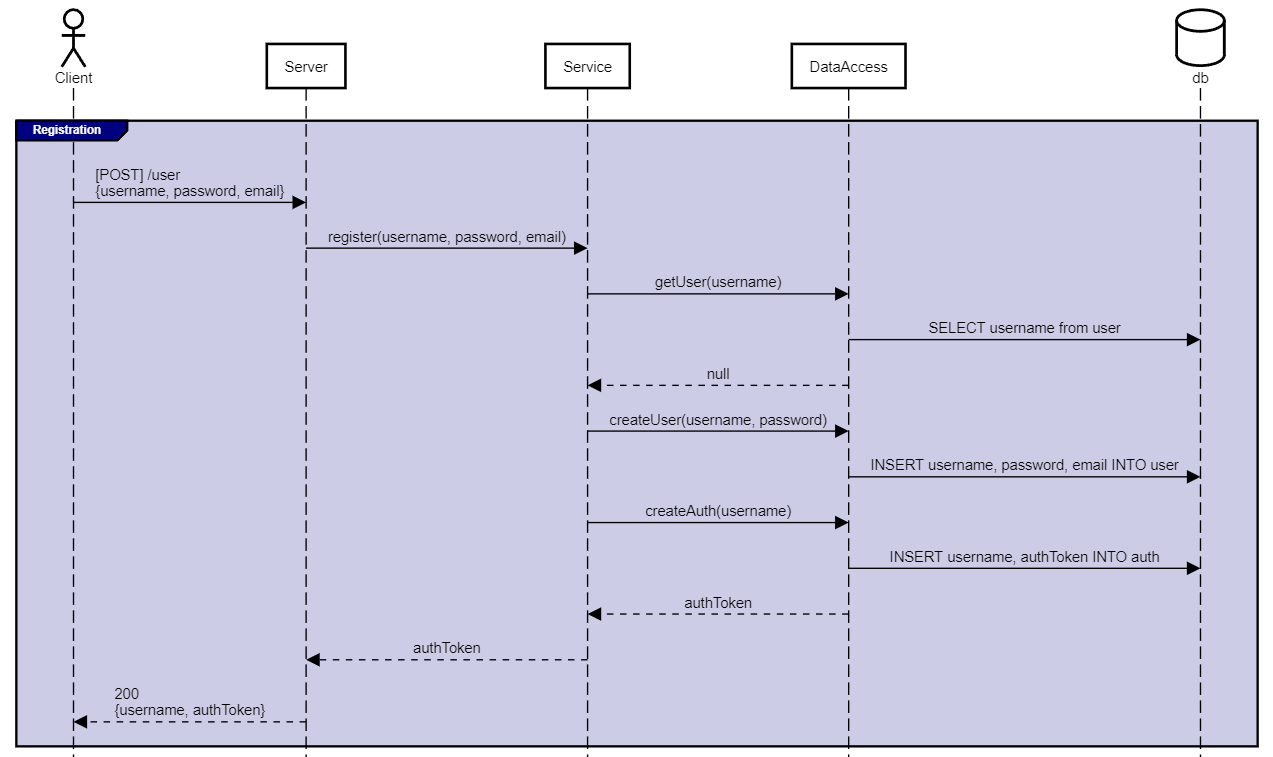 Client
Server
Service
DataAccess
db
Registration
[POST] /user
{username, password, email}
register(username, password, email)
getUser(username)
SELECT username from user
null
createUser(username, password)
INSERT username, password, email INTO user
createAuth(username)
INSERT username, authToken INTO auth
authToken
authToken
200
{username, authToken}